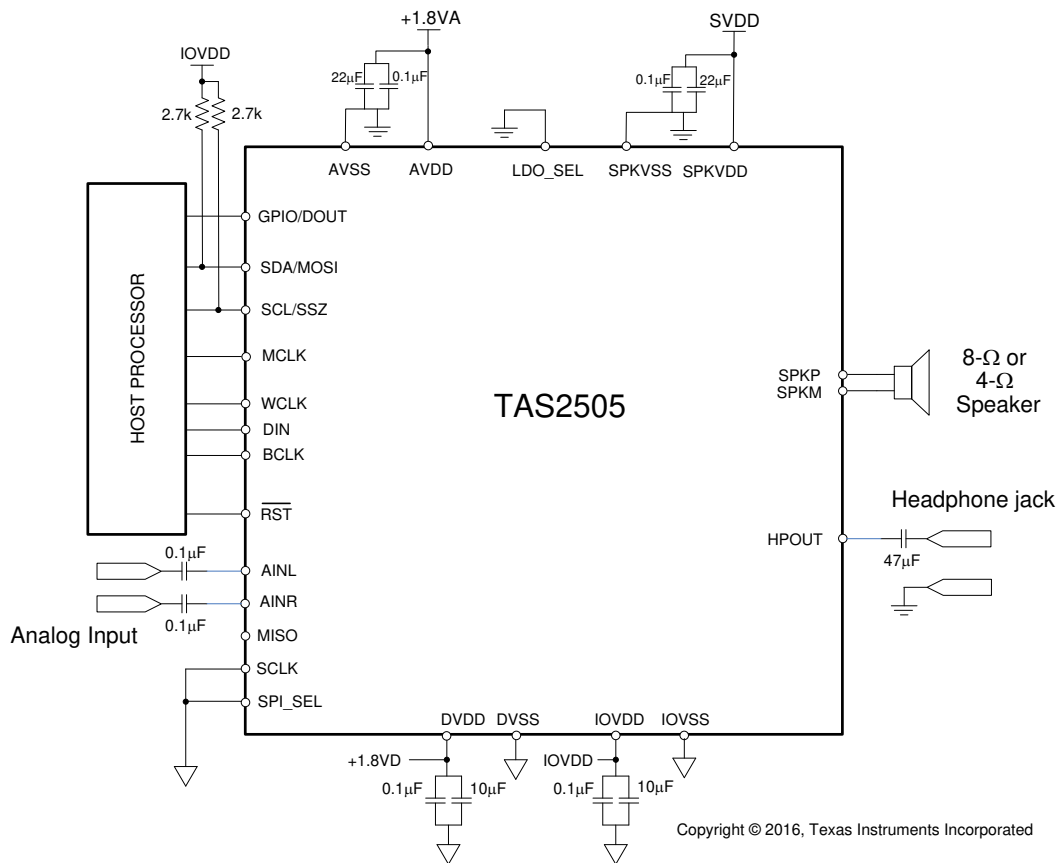 +1.8VA
SVDD
IOVDD
22µF
0.1µF
0.1µF
22µF
2.7k
2.7k
AVSS
AVDD
LDO_SEL
SPKVSS
SPKVDD
HOST PROCESSOR
GPIO/DOUT
SDA/MOSI
SCL/SSZ
MCLK
WCLK
DIN
BCLK
RST
TAS2505
SPKP
SPKM
8-Ω or
4-Ω
Speaker
Headphone jack
HPOUT
47µF
0.1µF
AINL
AINR
0.1µF
Analog Input
MISO
SCLK
SPI_SEL
DVDD
DVSS
IOVDD
IOVSS
+1.8VD
IOVDD
0.1µF
10µF
0.1µF
10µF
Copyright © 2016, Texas Instruments Incorporated